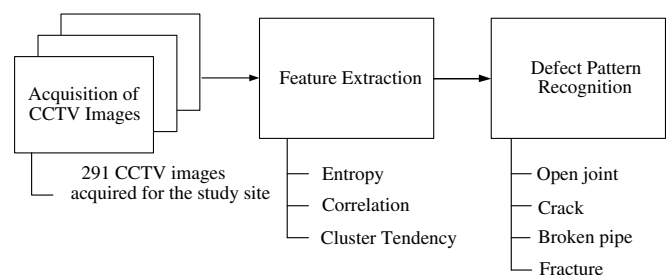 Acquisition of
CCTV Images
291 CCTV images
acquired for the study site
Feature Extraction
Entropy
Correlation
Cluster Tendency
Defect Pattern
Recognition
Open joint
Crack
Broken pipe
Fracture